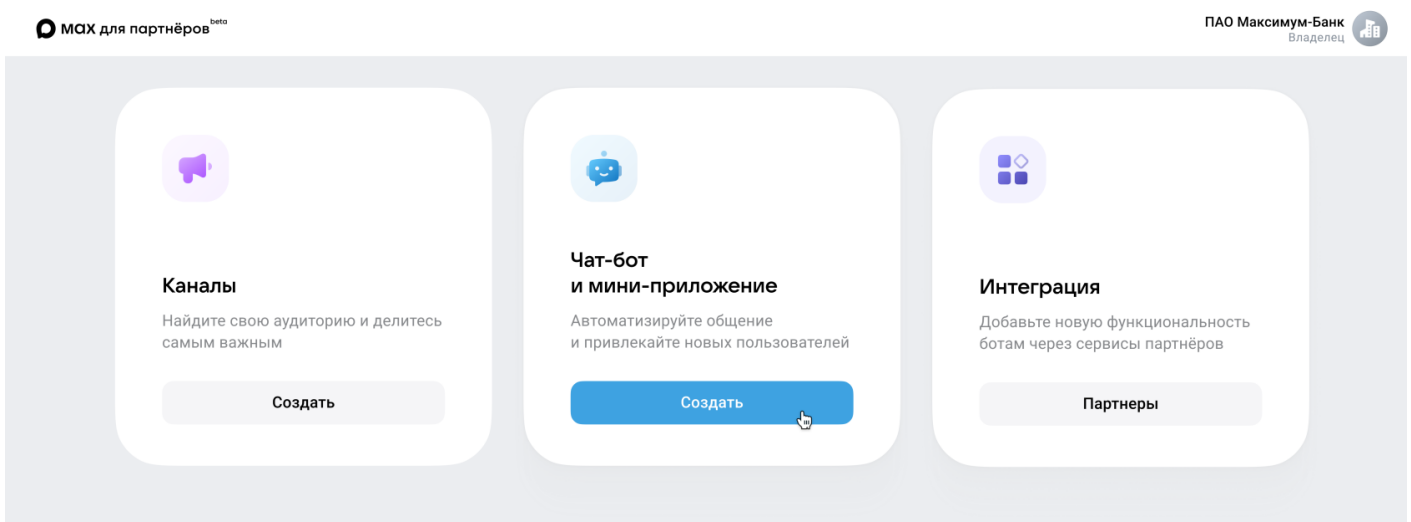 мах для партнёров beta
ПАО Максимум-Банк
Владелец
Каналы
Найдите свою аудиторию и делитесь
самым важным
Создать
Чат-бот
и мини-приложение
Автоматизируйте общение
и привлекайте новых пользователей
Создать
Интеграция
Добавьте новую функциональность
ботам через сервисы партнёров
Партнеры